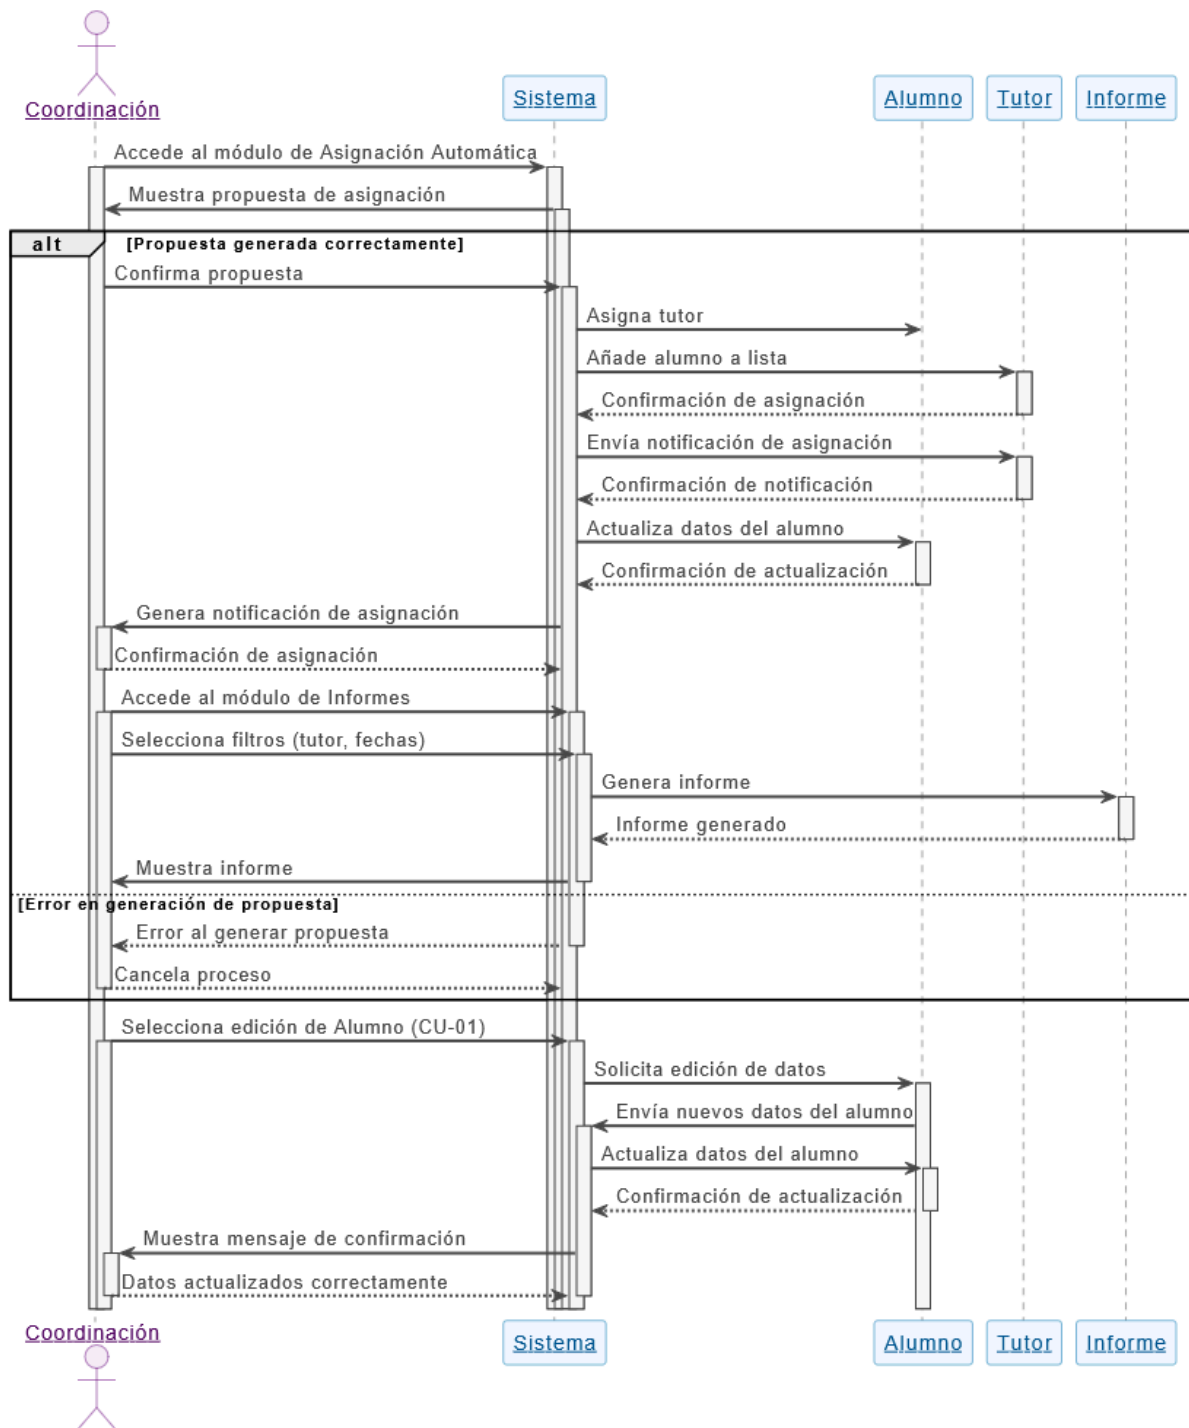 Coordinación
Sistema
Alumno
Tutor
Informe
Accede al módulo de Asignación Automática
Muestra propuesta de asignación
alt
[Propuesta generada correctamente]
Confirma propuesta
Asigna tutor
Añade alumno a lista
Confirmación de asignación
Envía notificación de asignación
Confirmación de notificación
Actualiza datos del alumno
Confirmación de actualización
Genera notificación de asignación
Confirmación de asignación
Accede al módulo de Informes
Selecciona filtros (tutor, fechas)
Genera informe
Informe generado
Muestra informe
[Error en generación de propuesta]
Error al generar propuesta
Cancela proceso
Selecciona edición de Alumno (CU-01)
Solicita edición de datos
Envía nuevos datos del alumno
Actualiza datos del alumno
Confirmación de actualización
Muestra mensaje de confirmación
Datos actualizados correctamente
Coordinación
Sistema
Alumno
Tutor
Informe